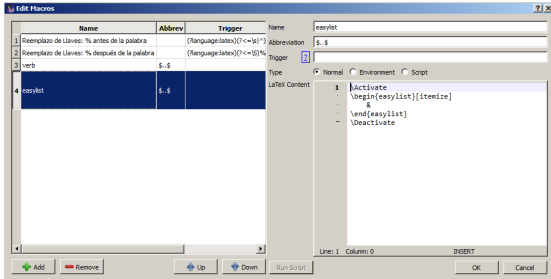 Edit Macros
Name Abbrev Trigger
1 Reemplazo de Llaves: % antes de la palabra (?language:latex)(?<=\s|^)
2 Reemplazo de Llaves: % después de la palabra (?language:latex)(?<=\S)%
3 verb $..$
4 easylist $..$
Name easylist
Abbreviation $..$
Trigger ?
Type Normal Environment Script
LaTeX Content
1 \Activate
\begin{easylist}[itemize]
&
\end{easylist}
\Deactivate
Line: 1 Column: 0 INSERT
Add Remove Up Down Run Script OK Cancel